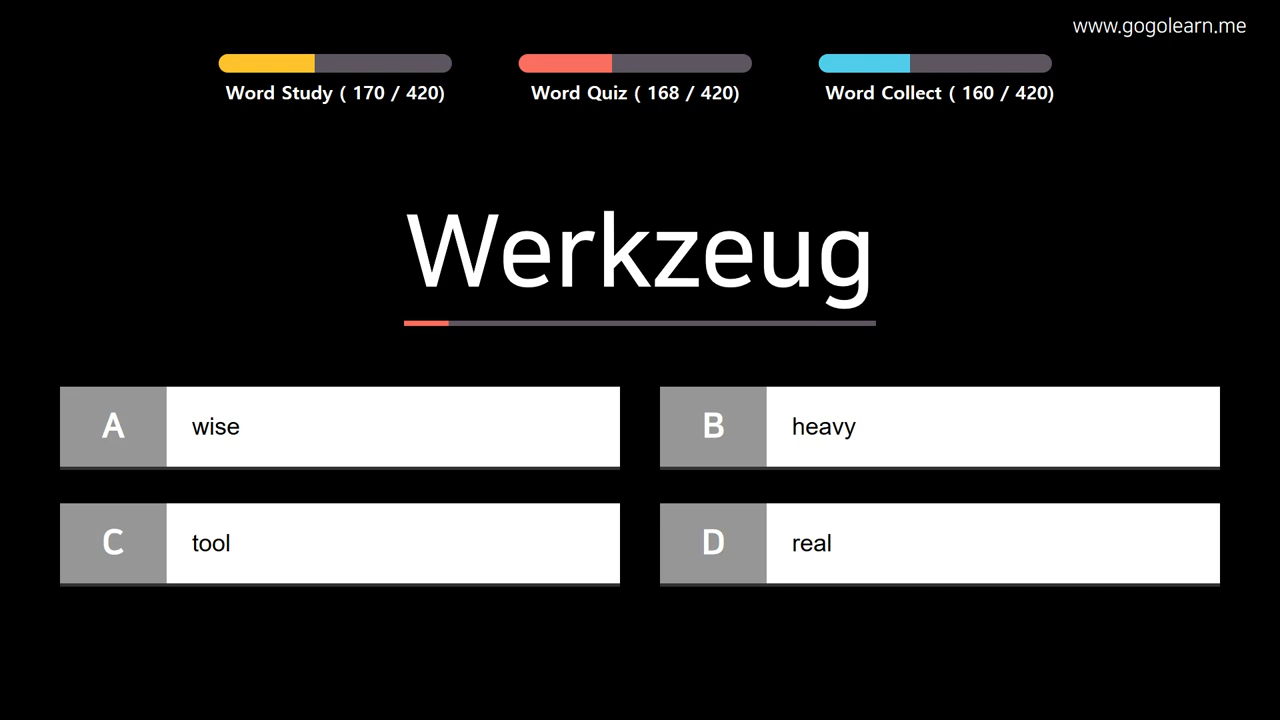 www.gogolearn.me
Word Study ( 170 / 420)
Word Quiz ( 168 / 420)
Word Collect ( 160 / 420)
Werkzeug
A wise
B heavy
C tool
D real